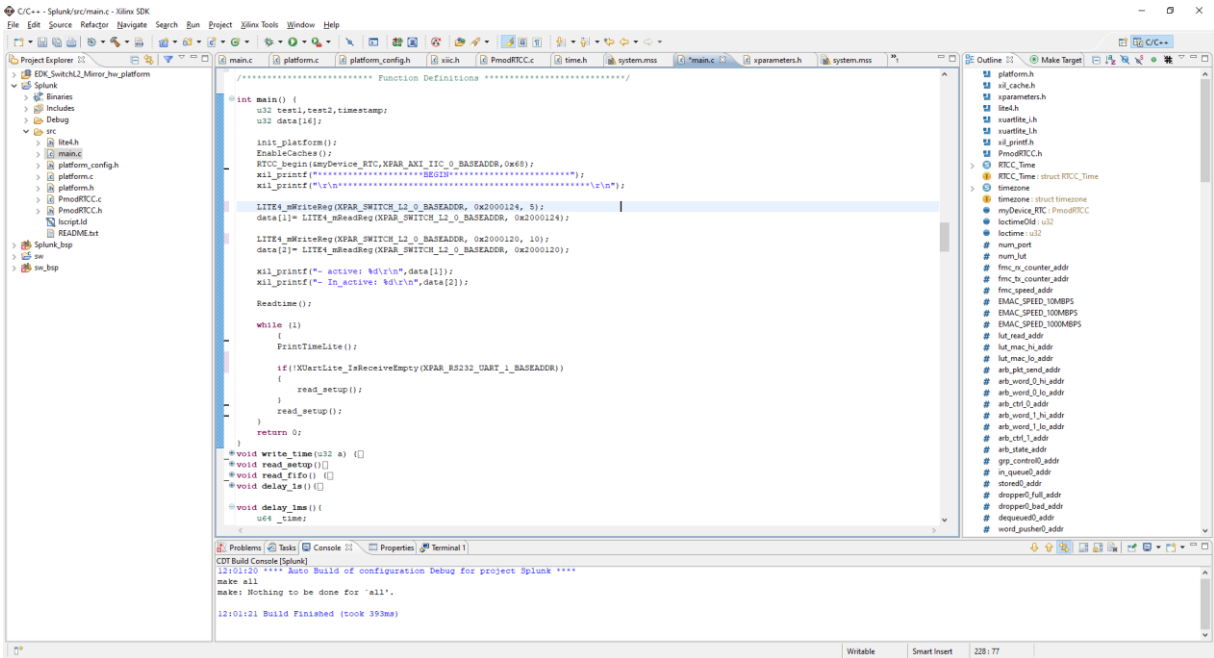 C/C++ - Splunk/src/main.c - Xilinx SDK
File Edit Source Refactor Navigate Search Run Project Xilinx Tools Window Help
C/C++
Project Explorer
EDK_SwitchL2_Mirror_hw_platform
Splunk
Binaries
Includes
Debug
src
lite4.h
main.c
platform_config.h
platform.c
platform.h
PmodRTCC.c
PmodRTCC.h
lscript.ld
README.txt
Splunk_bsp
sw
sw_bsp
main.c platform.c platform_config.h xiic.h PmodRTCC.c time.h system.mss *main.c xparameters.h system.mss
/*************************** Function Definitions ****************************/
int main() {
u32 test1,test2,timestamp;
u32 data[16];
init_platform();
EnableCaches();
RTCC_begin(&myDevice_RTC,XPAR_AXI_IIC_0_BASEADDR,0x68);
xil_printf("*********************BEGIN************************");
xil_printf("\r\n**************************************************\r\n");
LITE4_mWriteReg(XPAR_SWITCH_L2_0_BASEADDR, 0x2000124, 5);
data[1]= LITE4_mReadReg(XPAR_SWITCH_L2_0_BASEADDR, 0x2000124);
LITE4_mWriteReg(XPAR_SWITCH_L2_0_BASEADDR, 0x2000120, 10);
data[2]= LITE4_mReadReg(XPAR_SWITCH_L2_0_BASEADDR, 0x2000120);
xil_printf("- active: %d\r\n",data[1]);
xil_printf("- In_active: %d\r\n",data[2]);
Readtime();
while (1)
{
PrintTimeLite();
if(!XUartLite_IsReceiveEmpty(XPAR_RS232_UART_1_BASEADDR))
{
read_setup();
}
read_setup();
}
return 0;
}
void write_time(u32 a) {
void read_setup()
void read_fifo() {
void delay_1s(){
void delay_1ms(){
u64 _time;
Outline Make Target
platform.h
xil_cache.h
xparameters.h
lite4.h
xuartlite_i.h
xuartlite_l.h
xil_printf.h
PmodRTCC.h
RTCC_Time
RTCC_Time : struct RTCC_Time
timezone
timezone : struct timezone
myDevice_RTC : PmodRTCC
loctimeOld : u32
loctime : u32
num_port
num_lut
fmc_rx_counter_addr
fmc_tx_counter_addr
fmc_speed_addr
EMAC_SPEED_10MBPS
EMAC_SPEED_100MBPS
EMAC_SPEED_1000MBPS
lut_read_addr
lut_mac_hi_addr
lut_mac_lo_addr
arb_pkt_send_addr
arb_word_0_hi_addr
arb_word_0_lo_addr
arb_ctrl_0_addr
arb_word_1_hi_addr
arb_word_1_lo_addr
arb_ctrl_1_addr
arb_state_addr
grp_control0_addr
in_queue0_addr
stored0_addr
dropper0_full_addr
dropper0_bad_addr
dequeued0_addr
word_pusher0_addr
Problems Tasks Console Properties Terminal 1
CDT Build Console [Splunk]
12:01:20 **** Auto Build of configuration Debug for project Splunk ****
make all
make: Nothing to be done for `all'.
12:01:21 Build Finished (took 393ms)
Writable Smart Insert 228 : 77